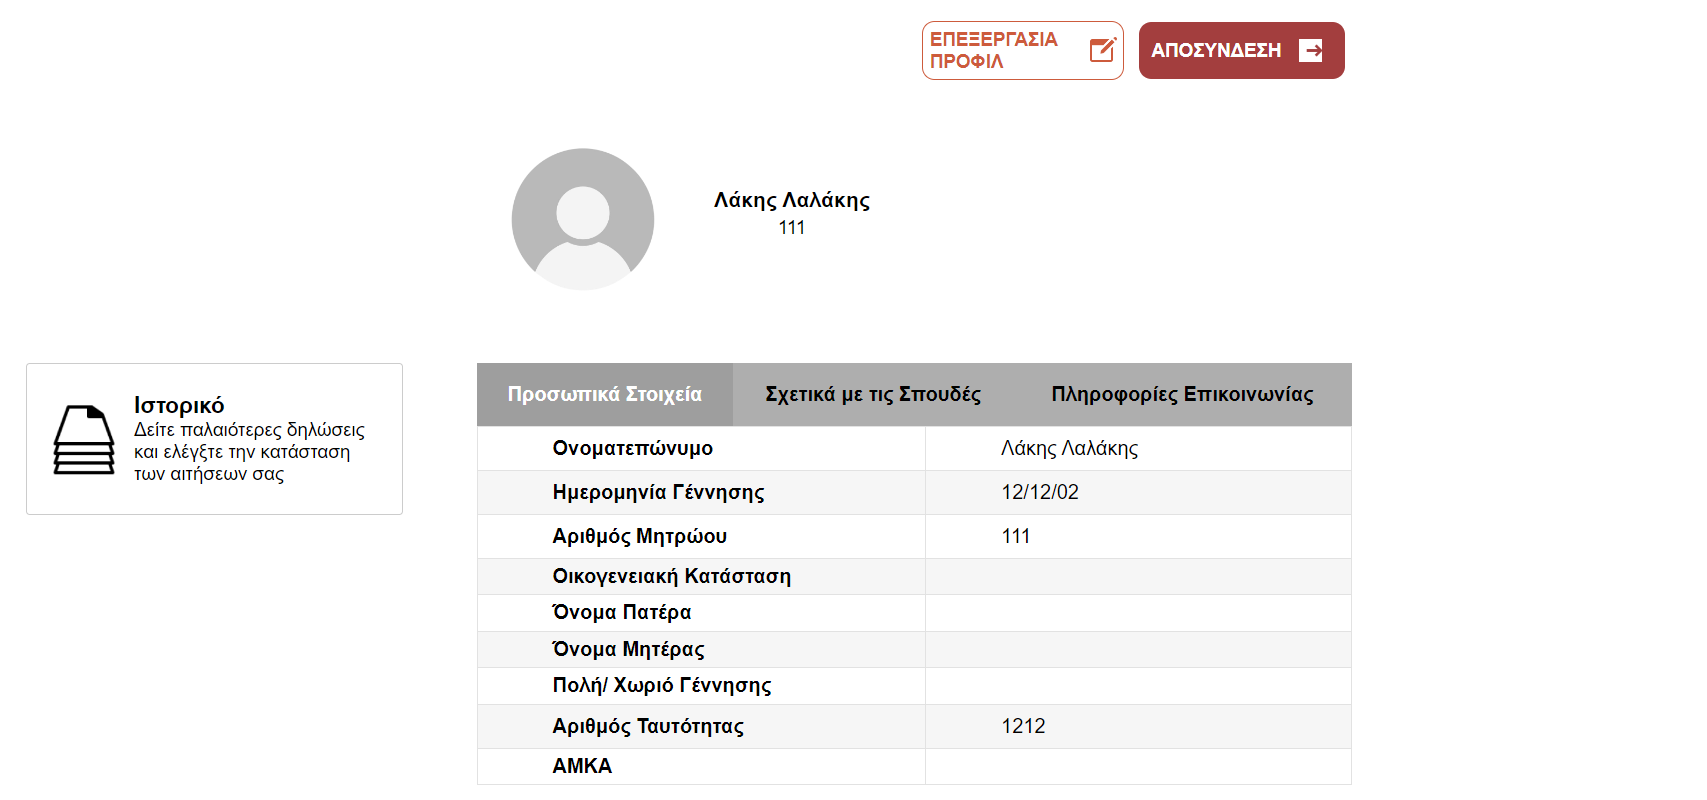 ΕΠΕΞΕΡΓΑΣΙΑ
ΠΡΟΦΙΛ
ΑΠΟΣΥΝΔΕΣΗ
Λάκης Λαλάκης
111
Ιστορικό
Δείτε παλαιότερες δηλώσεις
και ελέγξτε την κατάσταση
των αιτήσεων σας
Προσωπικά Στοιχεία Σχετικά με τις Σπουδές Πληροφορίες Επικοινωνίας
Ονοματεπώνυμο Λάκης Λαλάκης
Ημερομηνία Γέννησης 12/12/02
Αριθμός Μητρώου 111
Οικογενειακή Κατάσταση
Όνομα Πατέρα
Όνομα Μητέρας
Πολή/ Χωριό Γέννησης
Αριθμός Ταυτότητας 1212
ΑΜΚΑ